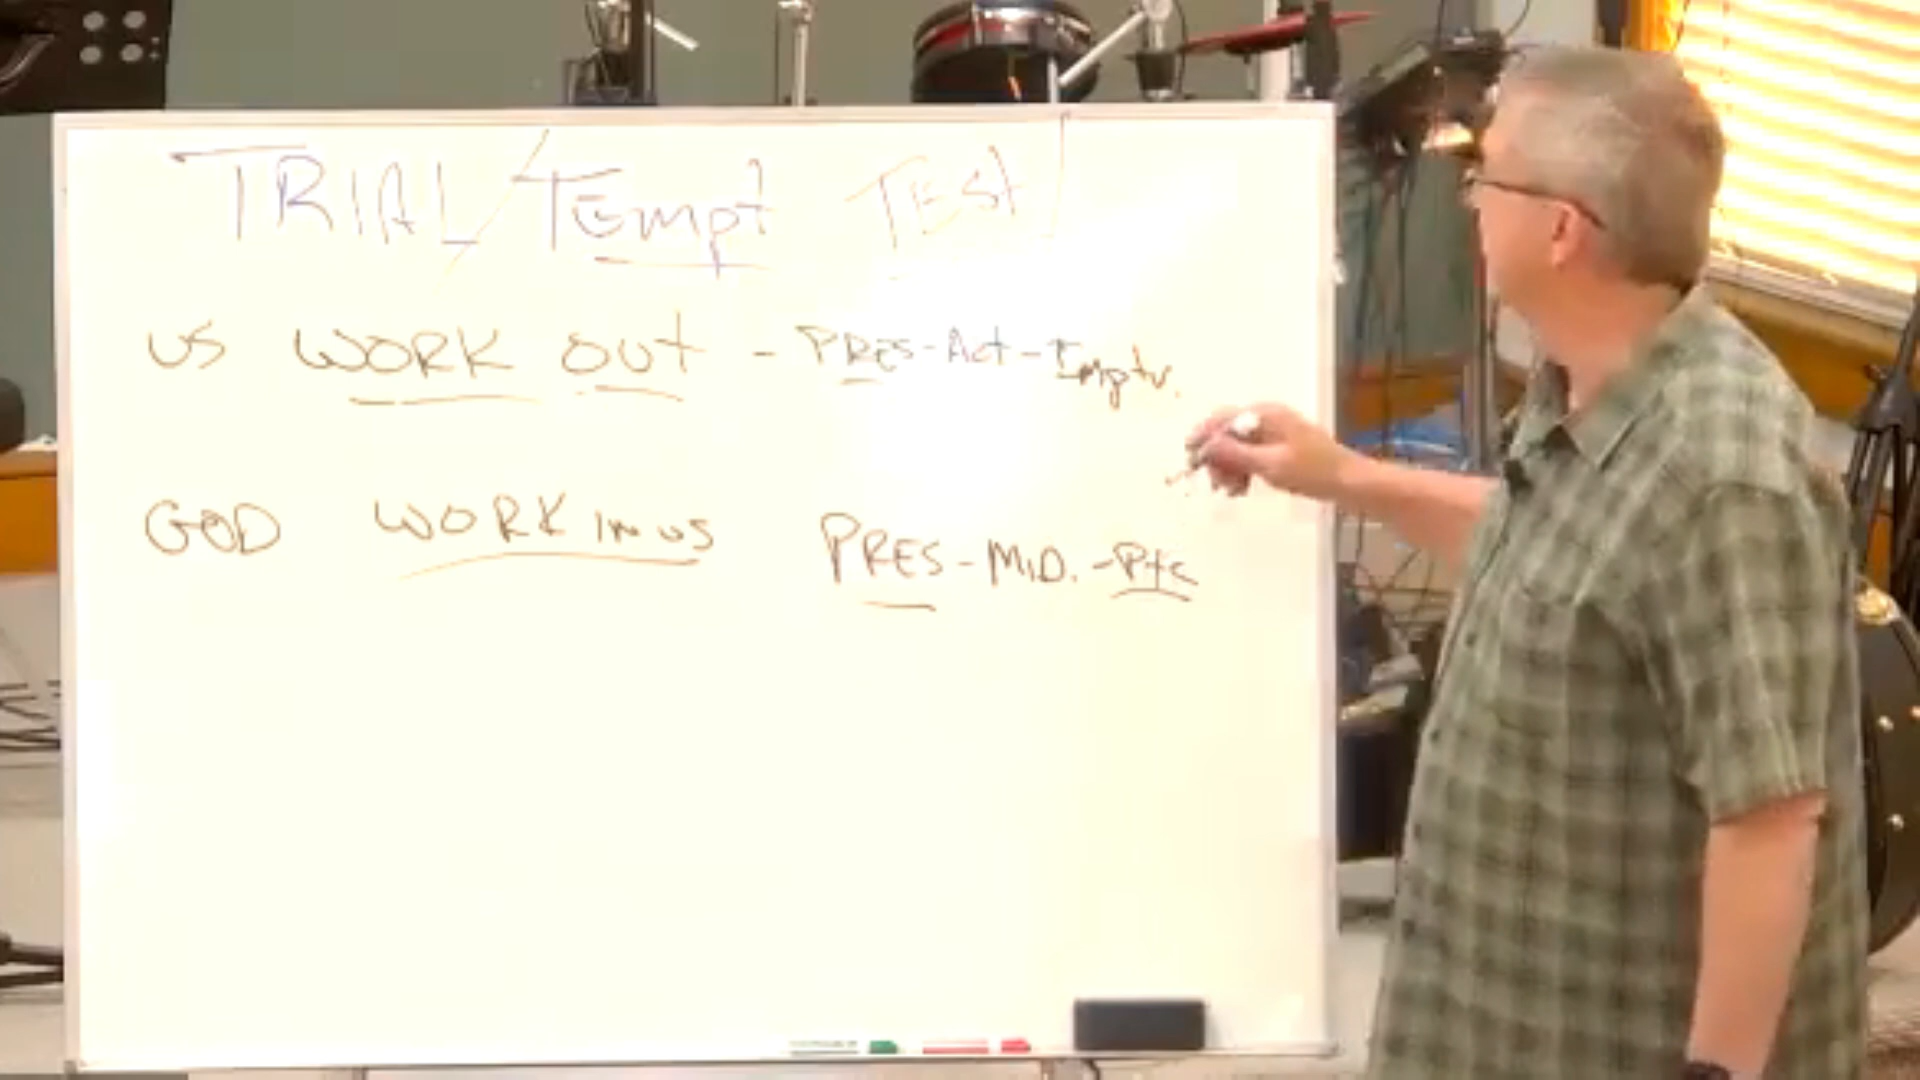 TRIAL/Tempt TEST
US WORK OUT - PRES-Act-Imptv.
GOD WORK IN US PRES-MID.-Ptc